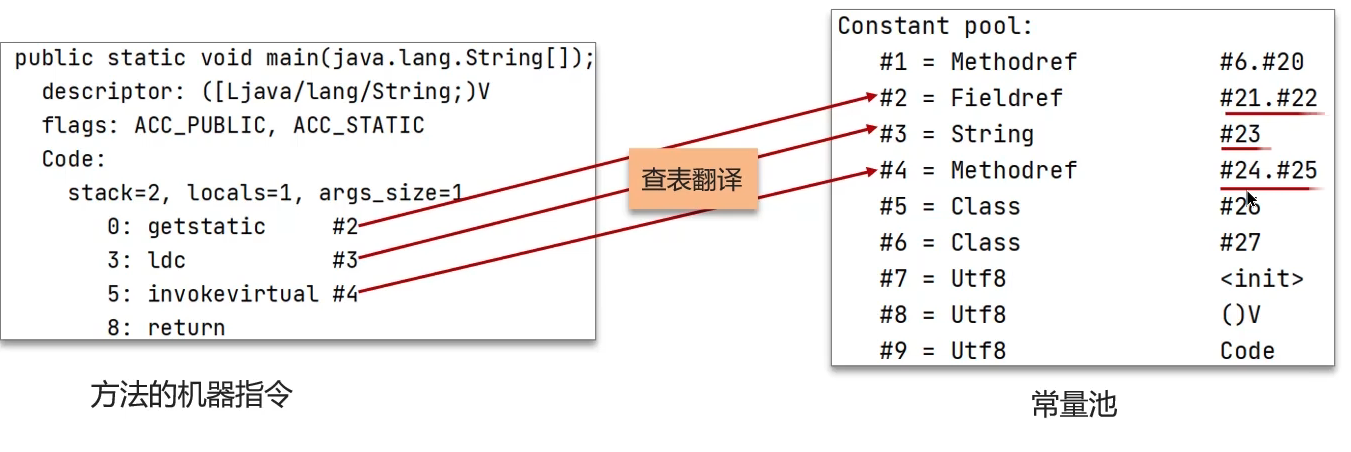 public static void main(java.lang.String[]);
descriptor: ([Ljava/lang/String;)V
flags: ACC_PUBLIC, ACC_STATIC
Code:
stack=2, locals=1, args_size=1
0: getstatic #2
3: ldc #3
5: invokevirtual #4
8: return
方法的机器指令
查表翻译
Constant pool:
#1 = Methodref #6.#20
#2 = Fieldref #21.#22
#3 = String #23
#4 = Methodref #24.#25
#5 = Class #26
#6 = Class #27
#7 = Utf8 <init>
#8 = Utf8 ()V
#9 = Utf8 Code
常量池